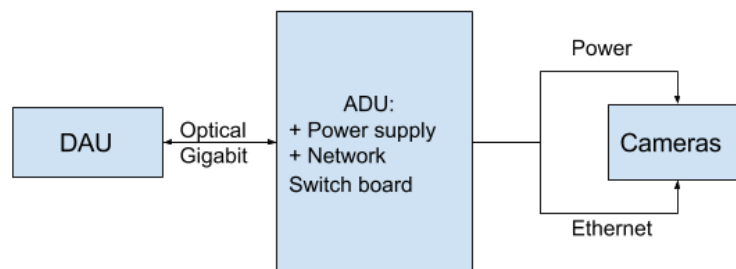 DAU
Optical
Gigabit
ADU:
+ Power supply
+ Network
Switch board
Power
Cameras
Ethernet